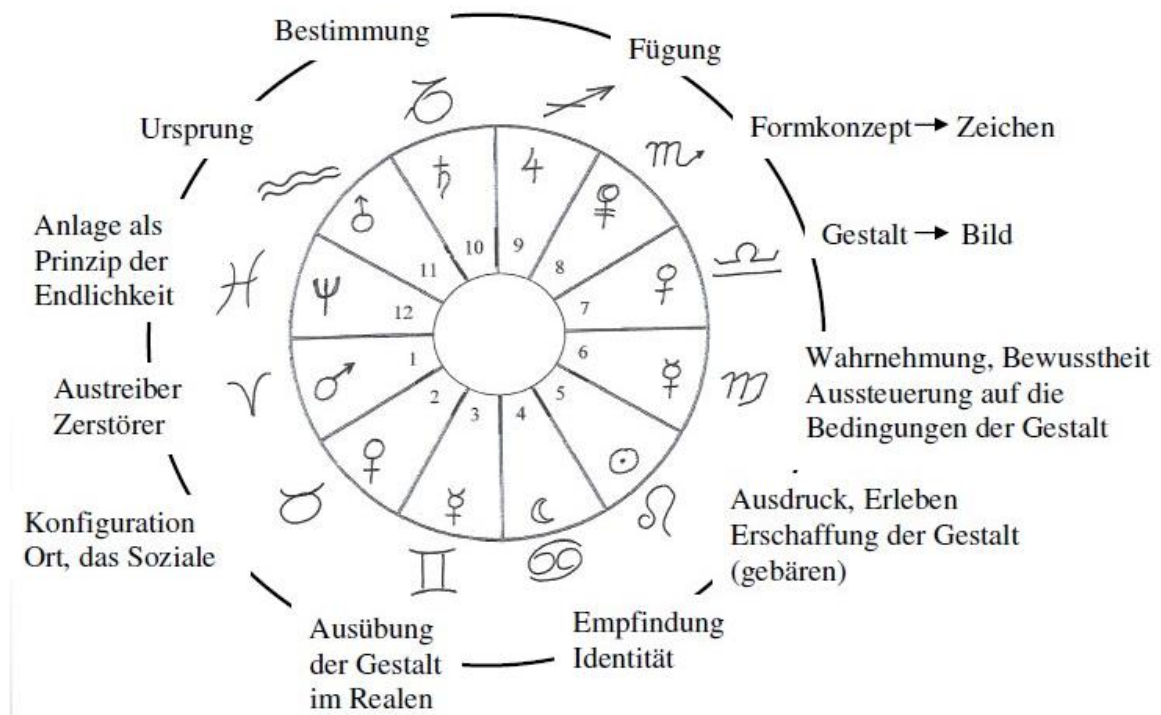 Bestimmung
Fügung
Ursprung
Formkonzept → Zeichen
Anlage als
Prinzip der
Endlichkeit
Gestalt → Bild
10
9
11
8
12
7
1
6
2
3
4
5
Austreiber
Zerstörer
Wahrnehmung, Bewusstheit
Aussteuerung auf die
Bedingungen der Gestalt
Konfiguration
Ort, das Soziale
Ausdruck, Erleben
Erschaffung der Gestalt
(gebären)
Ausübung
der Gestalt
im Realen
Empfindung
Identität